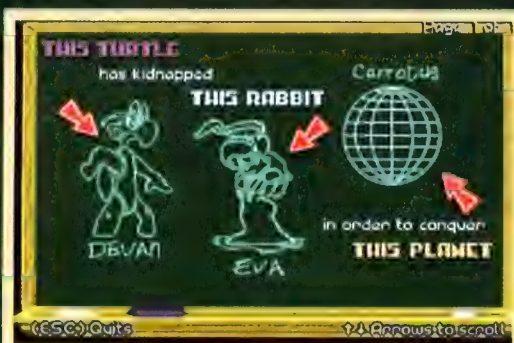 Page 1 of
THIS TURTLE
has kidnapped
THIS RABBIT
Carrotus
DEVAN
EVA
in order to conquer
THIS PLANET
(ESC) Quits
↑↓ Arrows to scroll